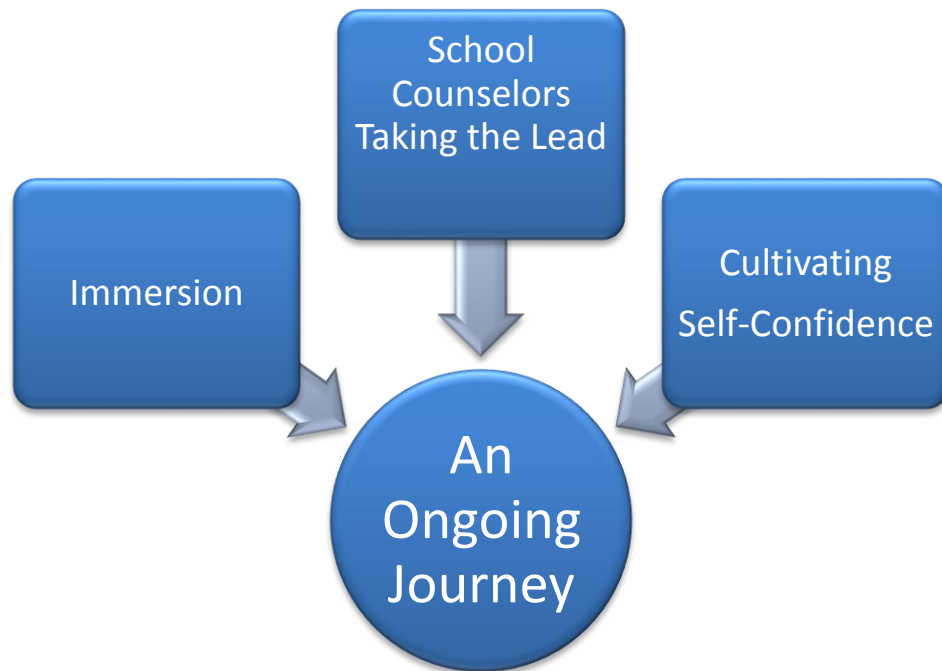 School
Counselors
Taking the Lead
Immersion
Cultivating
Self-Confidence
An
Ongoing
Journey